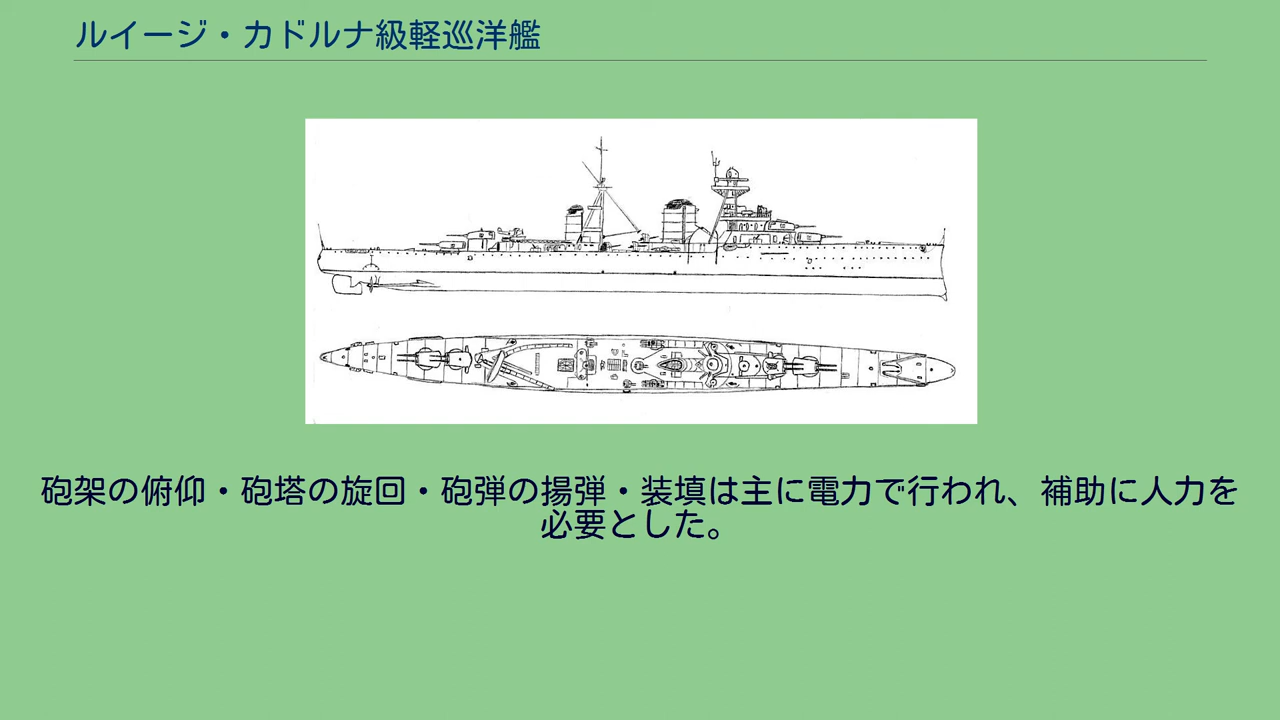 ルイージ・カドルナ級軽巡洋艦
砲架の俯仰・砲塔の旋回・砲弾の揚弾・装填は主に電力で行われ、補助に人力を
必要とした。